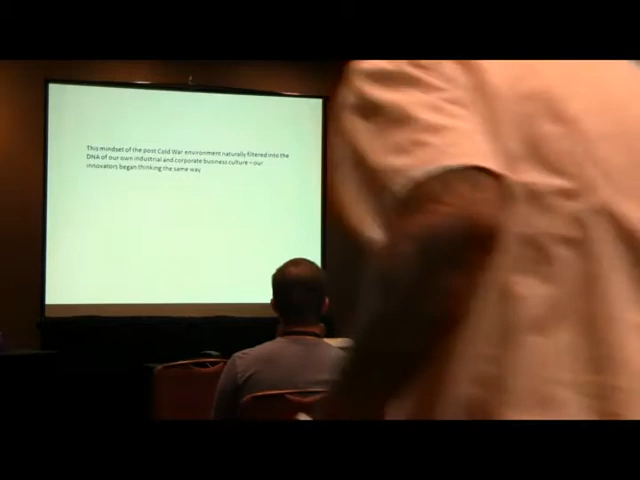 This mindset of the post Cold War environment naturally filtered into the
DNA of our own industrial and corporate business culture – our
innovators began thinking the same way